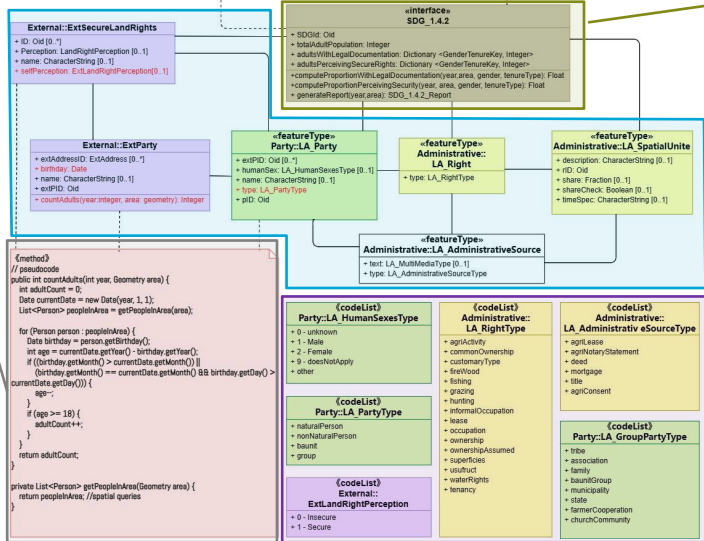 External::ExtSecureLandRights
+ ID: Oid [0..*]
+ Perception: LandRightPerception [0..1]
+ name: CharacterString [0..1]
+ selfPerception: ExtLandRightPerception[0..1]
«interface»
SDG_1.4.2
+ SDGId: Oid
+ totalAdultPopulation: Integer
+ adultsWithLegalDocumentation: Dictionary <GenderTenureKey, Integer>
+ adultsPerceivingSecureRights: Dictionary <GenderTenureKey, Integer>
+computeProportionWithLegalDocumentation(year,area, gender, tenureType): Float
+computeProportionPerceivingSecurity(year, area, gender, tenureType): Float
+ generateReport(year,area): SDG_1.4.2_Report
External::ExtParty
+ extAddressID: ExtAddress [0..*]
+ birthday: Date
+ name: CharacterString [0..1]
+ extPID: Oid
+ countAdults(year:integer, area: geometry): Integer
«featureType»
Party::LA_Party
+ extPID: Oid [0..*]
+ humanSex: LA_HumanSexesType [0..1]
+ name: CharacterString [0..1]
+ type: LA_PartyType
+ pID: Oid
«featureType»
Administrative::
LA_Right
+ type: LA_RightType
«featureType»
Administrative::LA_SpatialUnite
+ description: CharacterString [0..1]
+ rID: Oid
+ share: Fraction [0..1]
+ shareCheck: Boolean [0..1]
+ timeSpec: CharacterString [0..1]
«featureType»
Administrative::LA_AdministrativeSource
+ text: LA_MultiMediaType [0..1]
+ type: LA_AdministrativeSourceType
《method》
// pseudocode
public int countAdults(int year, Geometry area) {
int adultCount = 0;
Date currentDate = new Date(year, 1, 1);
List<Person> peopleInArea = getPeopleInArea(area);
for (Person person : peopleInArea) {
Date birthday = person.getBirthday();
int age = currentDate.getYear() - birthday.getYear();
if ((birthday.getMonth() > currentDate.getMonth()) ||
(birthday.getMonth() == currentDate.getMonth() && birthday.getDay() >
currentDate.getDay())) {
age--;
}
if (age >= 18) {
adultCount++;
}
}
return adultCount;
}
private List<Person> getPeopleInArea(Geometry area) {
return peopleInArea; //spatial queries
}
《codeList》
Party::LA_HumanSexesType
+ 0 - unknown
+ 1 - Male
+ 2 - Female
+ 9 - doesNotApply
+ other
《codeList》
Party::LA_PartyType
+ naturalPerson
+ nonNaturalPerson
+ baunit
+ group
《codeList》
External::
ExtLandRightPerception
+ 0 - Insecure
+ 1 - Secure
《codeList》
Administrative::
LA_RightType
+ agriActivity
+ commonOwnership
+ customaryType
+ fireWood
+ fishing
+ grazing
+ hunting
+ informalOccupation
+ lease
+ occupation
+ ownership
+ ownershipAssumed
+ superficies
+ usufruct
+ waterRights
+ tenancy
《codeList》
Administrative::
LA_Administrativ eSourceType
+ agriLease
+ agriNotaryStatement
+ deed
+ mortgage
+ title
+ agriConsent
《codeList》
Party::LA_GroupPartyType
+ tribe
+ association
+ family
+ baunitGroup
+ municipality
+ state
+ farmerCooperation
+ churchCommunity